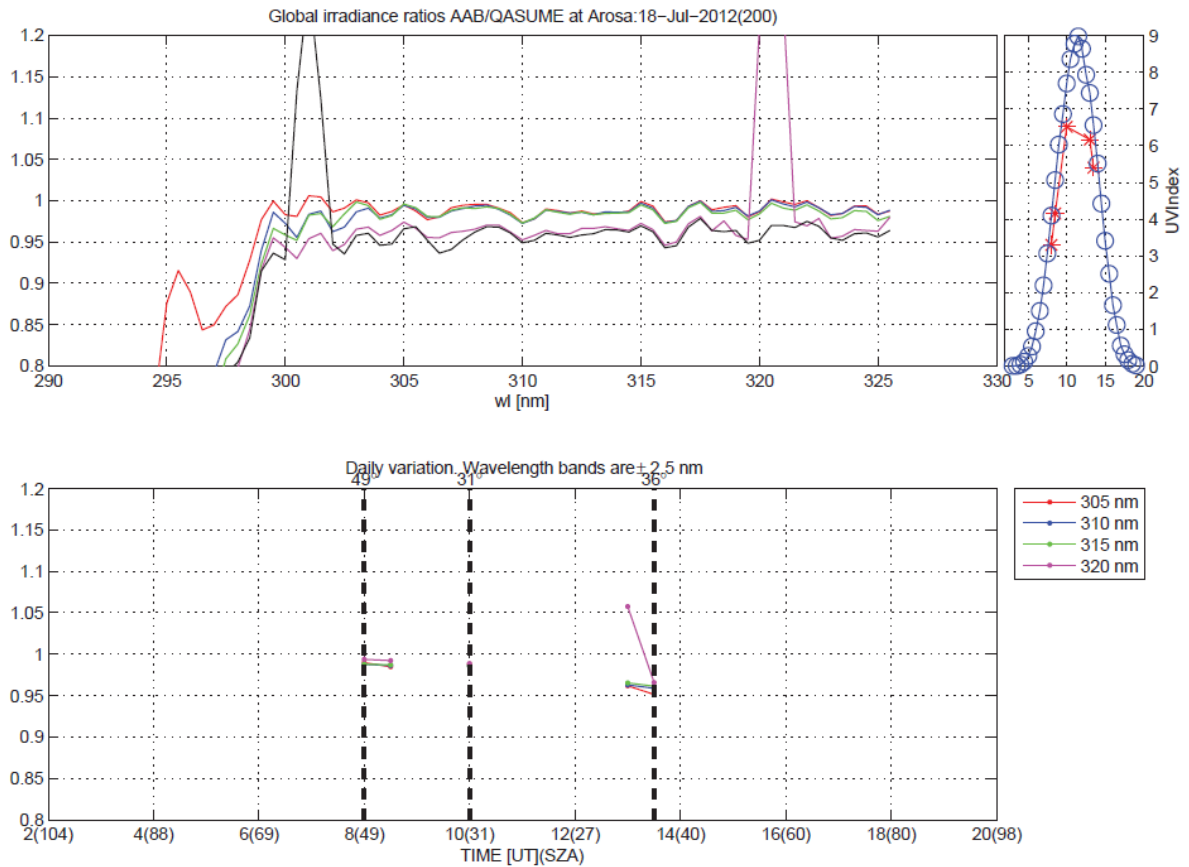 Global irradiance ratios AAB/QASUME at Arosa:18−Jul−2012(200)
1.2
1.15
1.1
1.05
1
0.95
0.9
0.85
0.8
290 295 300 305 310 315 320 325 330
wl [nm]
9
8
7
6
5
4
3
2
1
0
UVIndex
5 10 15 20
Daily variation. Wavelength bands are± 2.5 nm
49° 31° 36°
1.2
1.15
1.1
1.05
1
0.95
0.9
0.85
0.8
2(104) 4(88) 6(69) 8(49) 10(31) 12(27) 14(40) 16(60) 18(80) 20(98)
TIME [UT](SZA)
305 nm
310 nm
315 nm
320 nm